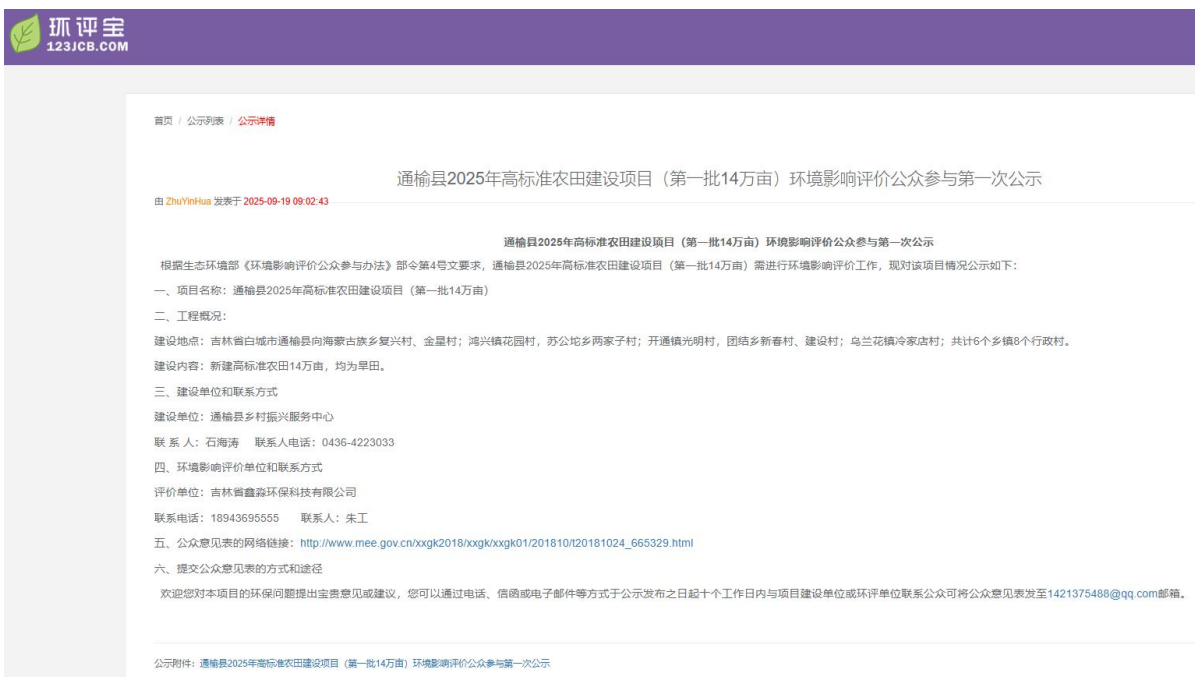 环评宝
123JCB.COM
首页 / 公示列表 / 公示详情
通榆县2025年高标准农田建设项目（第一批14万亩）环境影响评价公众参与第一次公示
由 ZhuYinHua 发表于 2025-09-19 09:02:43
通榆县2025年高标准农田建设项目（第一批14万亩）环境影响评价公众参与第一次公示
根据生态环境部《环境影响评价公众参与办法》部令第4号文要求，通榆县2025年高标准农田建设项目（第一批14万亩）需进行环境影响评价工作，现对该项目情况公示如下：
一、项目名称：通榆县2025年高标准农田建设项目（第一批14万亩）
二、工程概况：
建设地点：吉林省白城市通榆县向海蒙古族乡复兴村、金星村；鸿兴镇花园村，苏公坨乡两家子村；开通镇光明村，团结乡新春村、建设村；乌兰花镇冷家店村；共计6个乡镇8个行政村。
建设内容：新建高标准农田14万亩，均为旱田。
三、建设单位和联系方式
建设单位：通榆县乡村振兴服务中心
联 系 人：石海涛 联系人电话：0436-4223033
四、环境影响评价单位和联系方式
评价单位：吉林省鑫淼环保科技有限公司
联系电话：18943695555 联系人：朱工
五、公众意见表的网络链接：http://www.mee.gov.cn/xxgk2018/xxgk/xxgk01/201810/t20181024_665329.html
六、提交公众意见表的方式和途径
欢迎您对本项目的环保问题提出宝贵意见或建议，您可以通过电话、信函或电子邮件等方式于公示发布之日起十个工作日内与项目建设单位或环评单位联系公众可将公众意见表发至1421375488@qq.com邮箱。
公示附件：通榆县2025年高标准农田建设项目（第一批14万亩）环境影响评价公众参与第一次公示